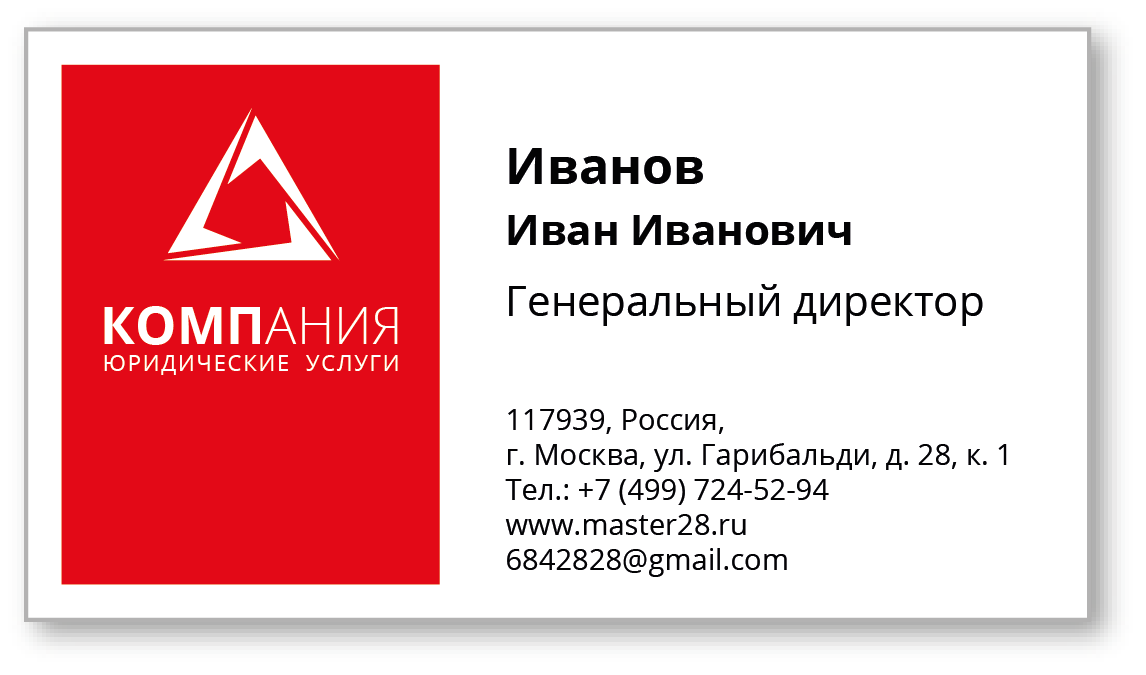 КОМПАНИЯ
ЮРИДИЧЕСКИЕ УСЛУГИ
Иванов
Иван Иванович
Генеральный директор
117939, Россия,
г. Москва, ул. Гарибальди, д. 28, к. 1
Тел.: +7 (499) 724-52-94
www.master28.ru
6842828@gmail.com